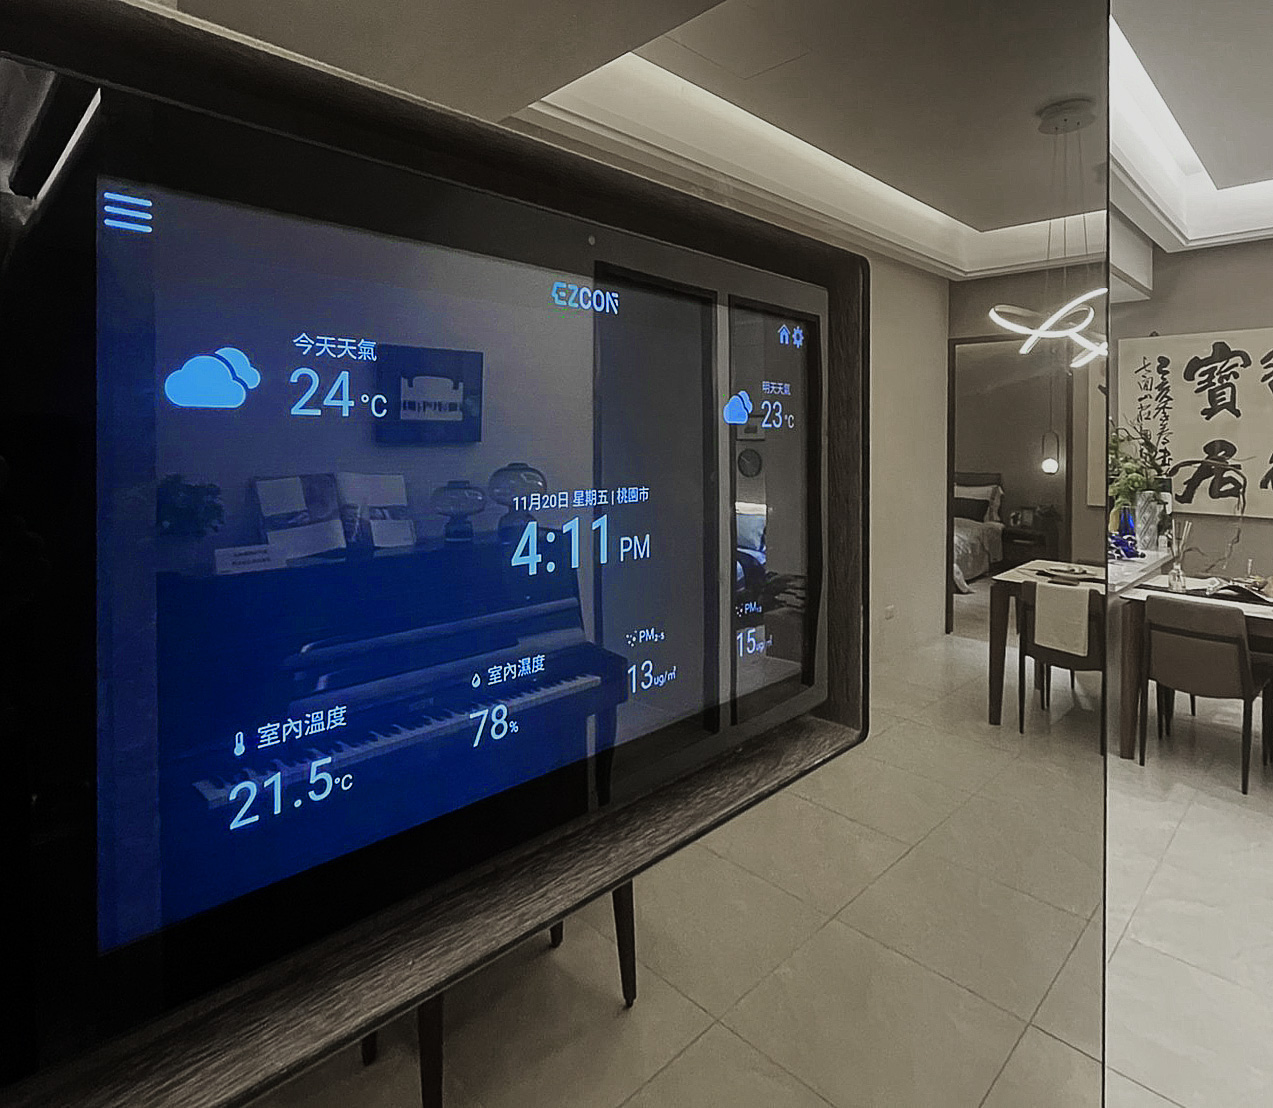 EZCON
今天天氣
24°C
明天天氣
23°C
11月20日 星期五 | 桃園市
4:11 PM
室內溫度
21.5°C
室內濕度
78%
PM2.5
13ug/㎥
PM10
15ug/㎥
寶
居